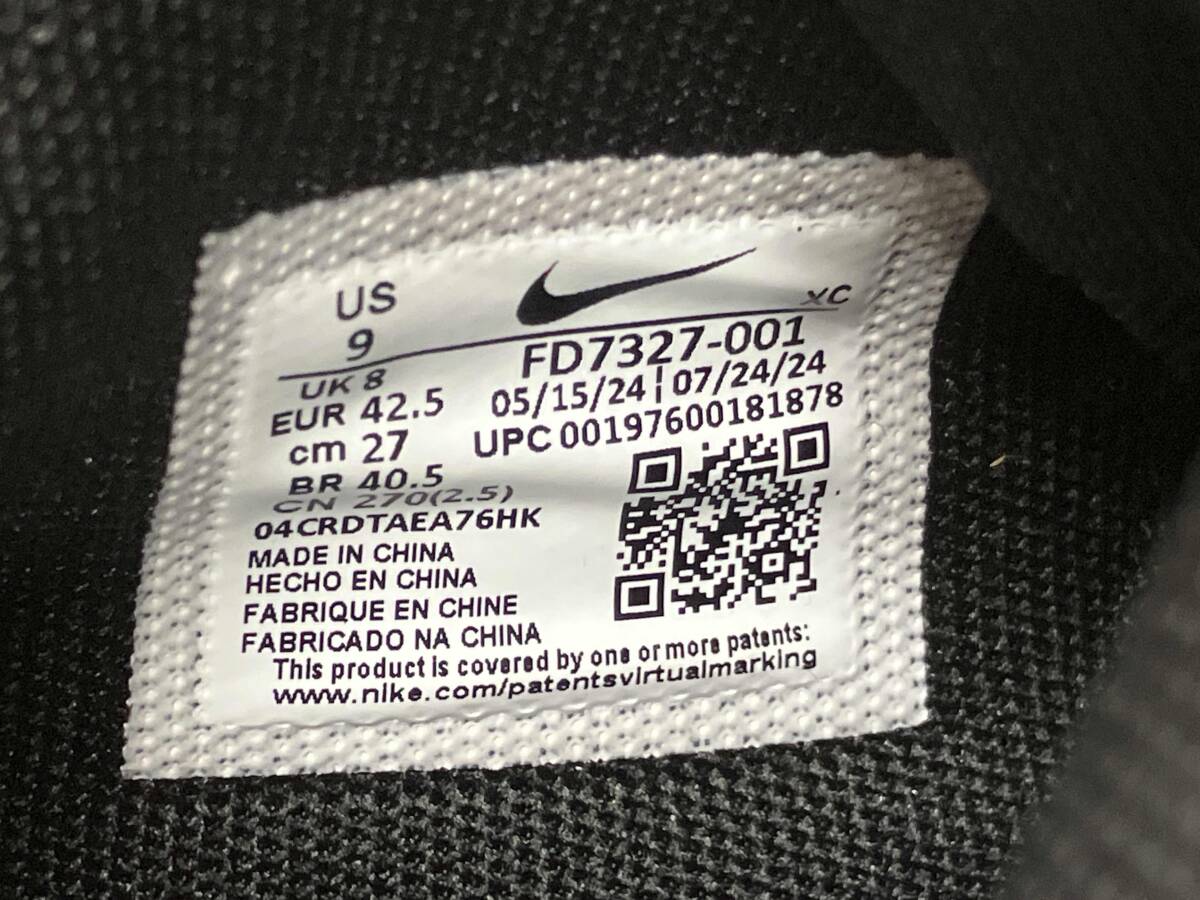 US
9
XC
UK 8
EUR 42.5
cm 27
BR 40.5
CN 270(2.5)
FD7327-001
05/15/24 | 07/24/24
UPC 00197600181878
04CRDTAEA76HK
MADE IN CHINA
HECHO EN CHINA
FABRIQUE EN CHINE
FABRICADO NA CHINA
This product is covered by one or more patents:
www.nike.com/patentsvirtualmarking